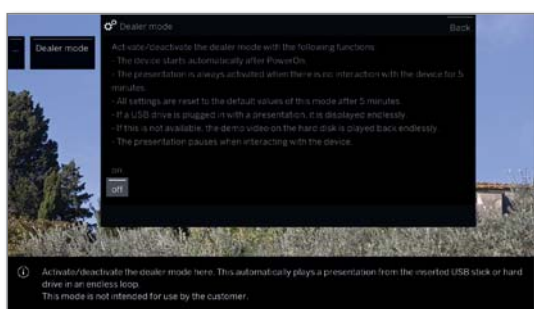 Dealer mode
Back
...
Dealer mode
Activate/deactivate the dealer mode with the following functions
- The device starts automatically after PowerOn.
- The presentation is always activated when there is no interaction with the device for 5
minutes.
- All settings are reset to the default values of this mode after 5 minutes.
- If a USB drive is plugged in with a presentation, it is displayed endlessly
- If this is not available, the demo video on the hard disk is played back endlessly
- The presentation pauses when interacting with the device.
on
off
Activate/deactivate the dealer mode here. This automatically plays a presentation from the inserted USB stick or hard
drive in an endless loop.
This mode is not intended for use by the customer.